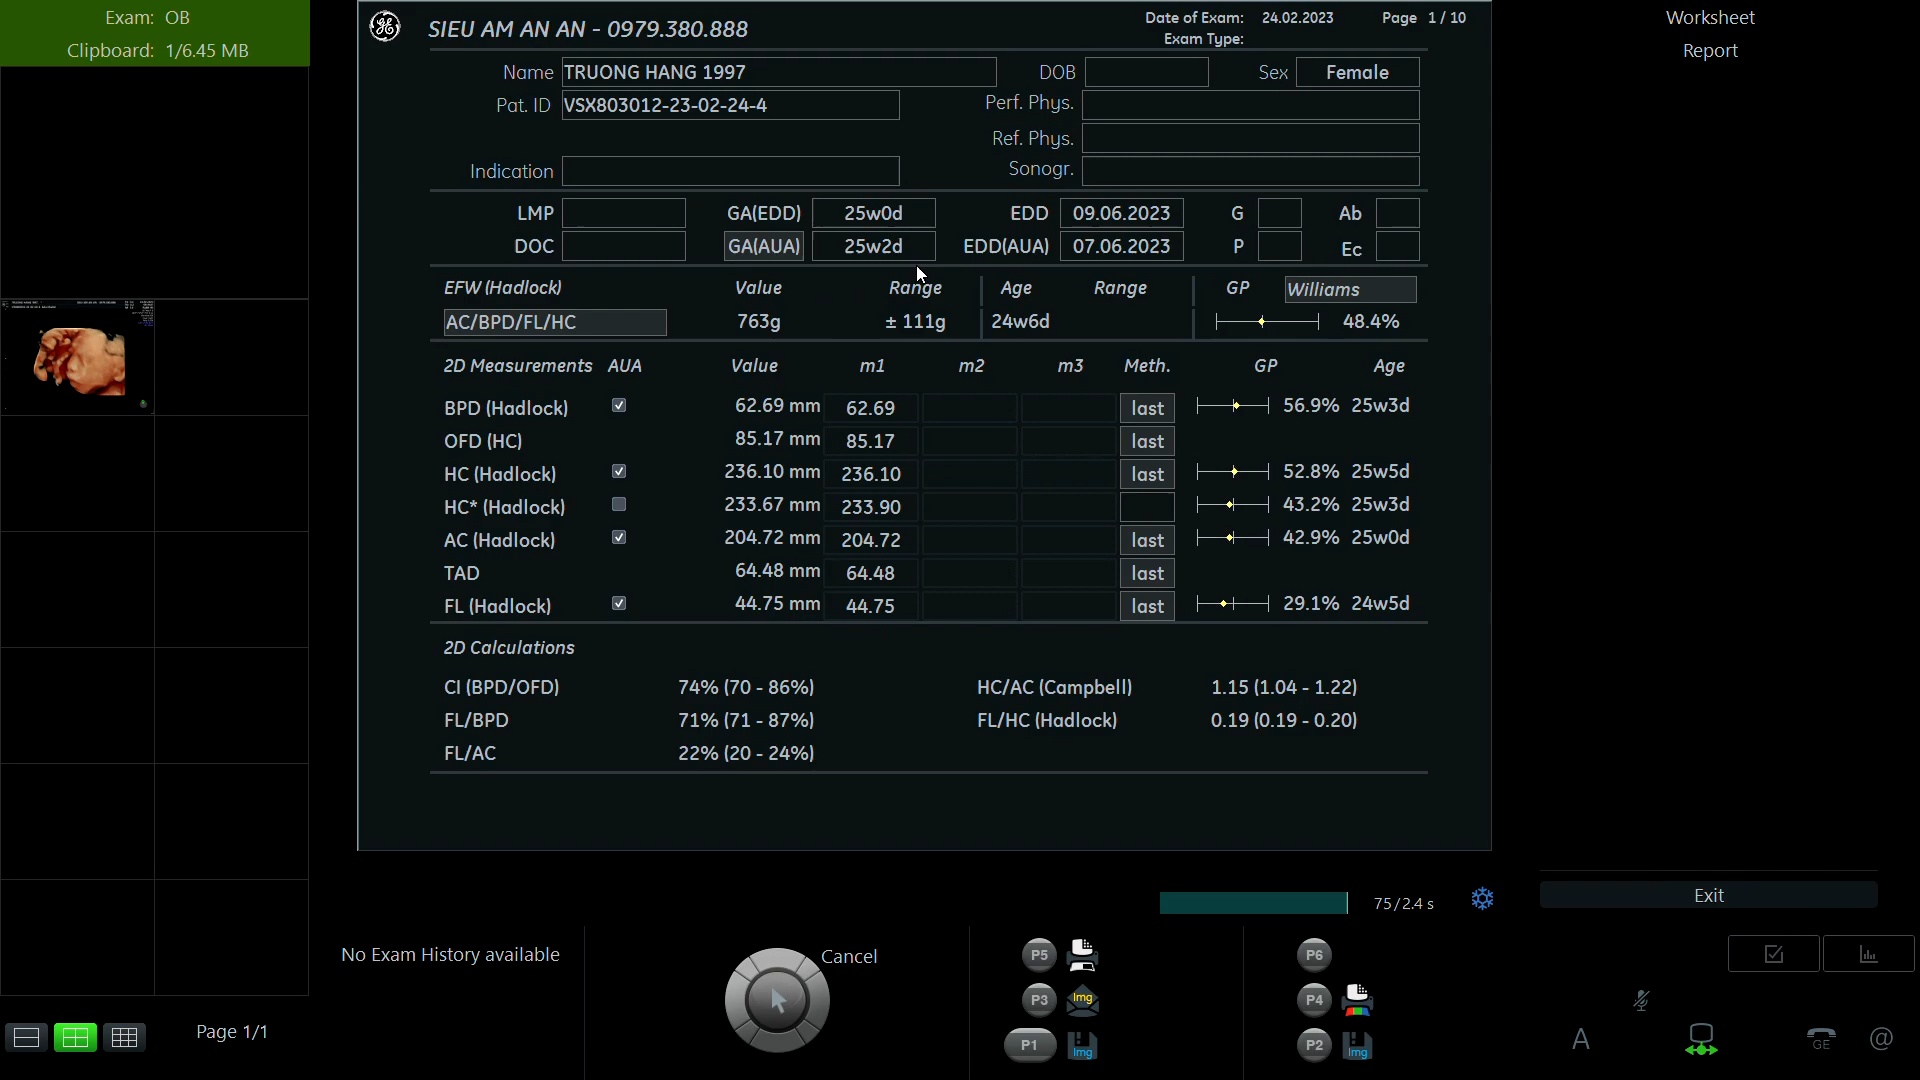 Exam: OB
Clipboard: 1/6.45 MB
SIEU AM AN AN - 0979.380.888
Date of Exam: 24.02.2023 Page 1 / 10
Exam Type:
Worksheet
Report
Name TRUONG HANG 1997 DOB Sex Female
Pat. ID VSX803012-23-02-24-4 Perf. Phys.
Ref. Phys.
Indication Sonogr.
LMP GA(EDD) 25w0d EDD 09.06.2023 G Ab
DOC GA(AUA) 25w2d EDD(AUA) 07.06.2023 P Ec
EFW (Hadlock) Value Range Age Range GP Williams
AC/BPD/FL/HC 763g ± 111g 24w6d 48.4%
2D Measurements AUA Value m1 m2 m3 Meth. GP Age
BPD (Hadlock) 62.69 mm 62.69 last 56.9% 25w3d
OFD (HC) 85.17 mm 85.17 last
HC (Hadlock) 236.10 mm 236.10 last 52.8% 25w5d
HC* (Hadlock) 233.67 mm 233.90 43.2% 25w3d
AC (Hadlock) 204.72 mm 204.72 last 42.9% 25w0d
TAD 64.48 mm 64.48 last
FL (Hadlock) 44.75 mm 44.75 last 29.1% 24w5d
2D Calculations
CI (BPD/OFD) 74% (70 - 86%) HC/AC (Campbell) 1.15 (1.04 - 1.22)
FL/BPD 71% (71 - 87%) FL/HC (Hadlock) 0.19 (0.19 - 0.20)
FL/AC 22% (20 - 24%)
75 / 2.4 s
Exit
No Exam History available
Cancel
P5 P6
P3 Img P4
P1 Img P2 Img
Page 1/1
A GE @